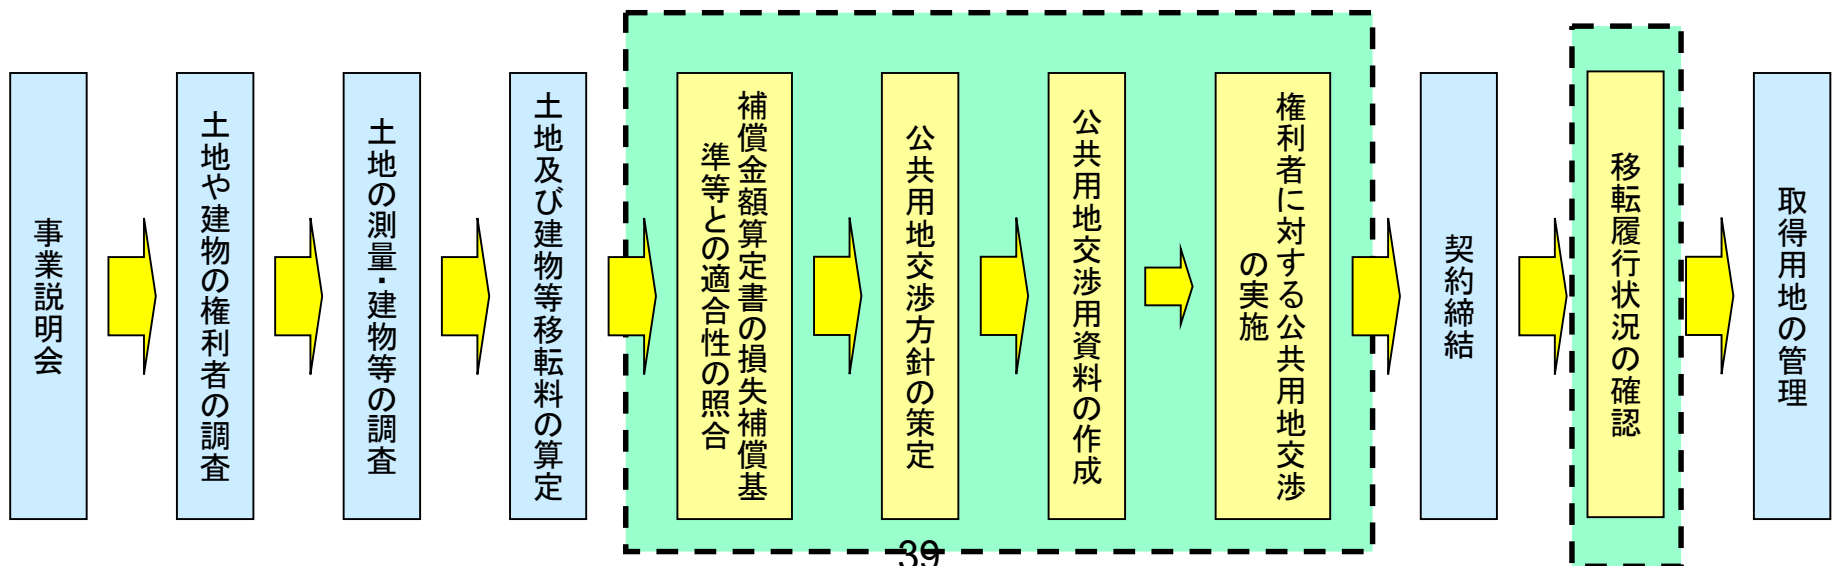 事業説明会
土地や建物の権利者の調査
土地の測量・建物等の調査
土地及び建物等移転料の算定
補償金額算定書の損失補償基
準等との適合性の照合
公共用地交渉方針の策定
公共用地交渉用資料の作成
権利者に対する公共用地交渉
の実施
契約締結
移転履行状況の確認
取得用地の管理
39